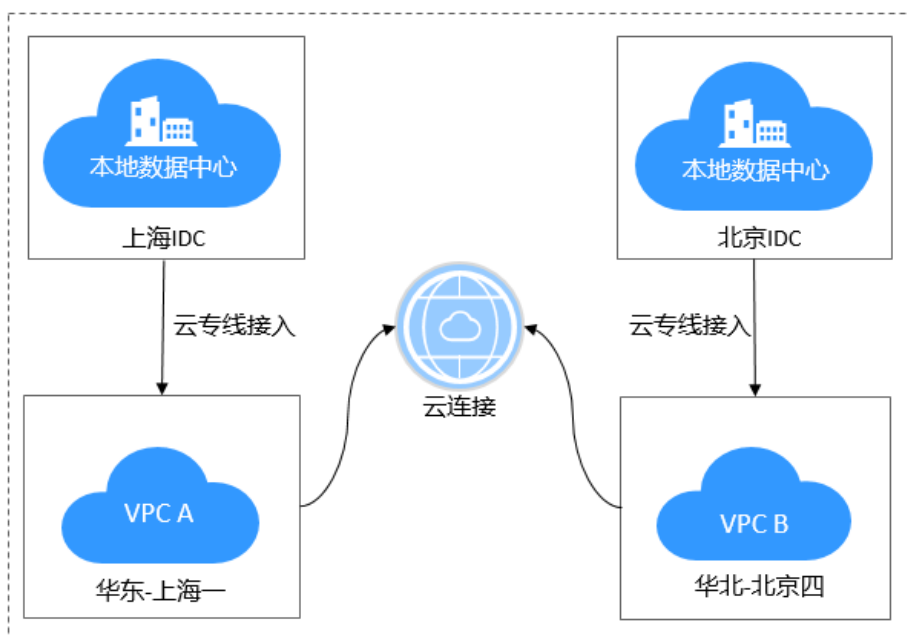 本地数据中心
上海IDC
本地数据中心
北京IDC
云专线接入
云专线接入
云连接
VPC A
华东-上海一
VPC B
华北-北京四